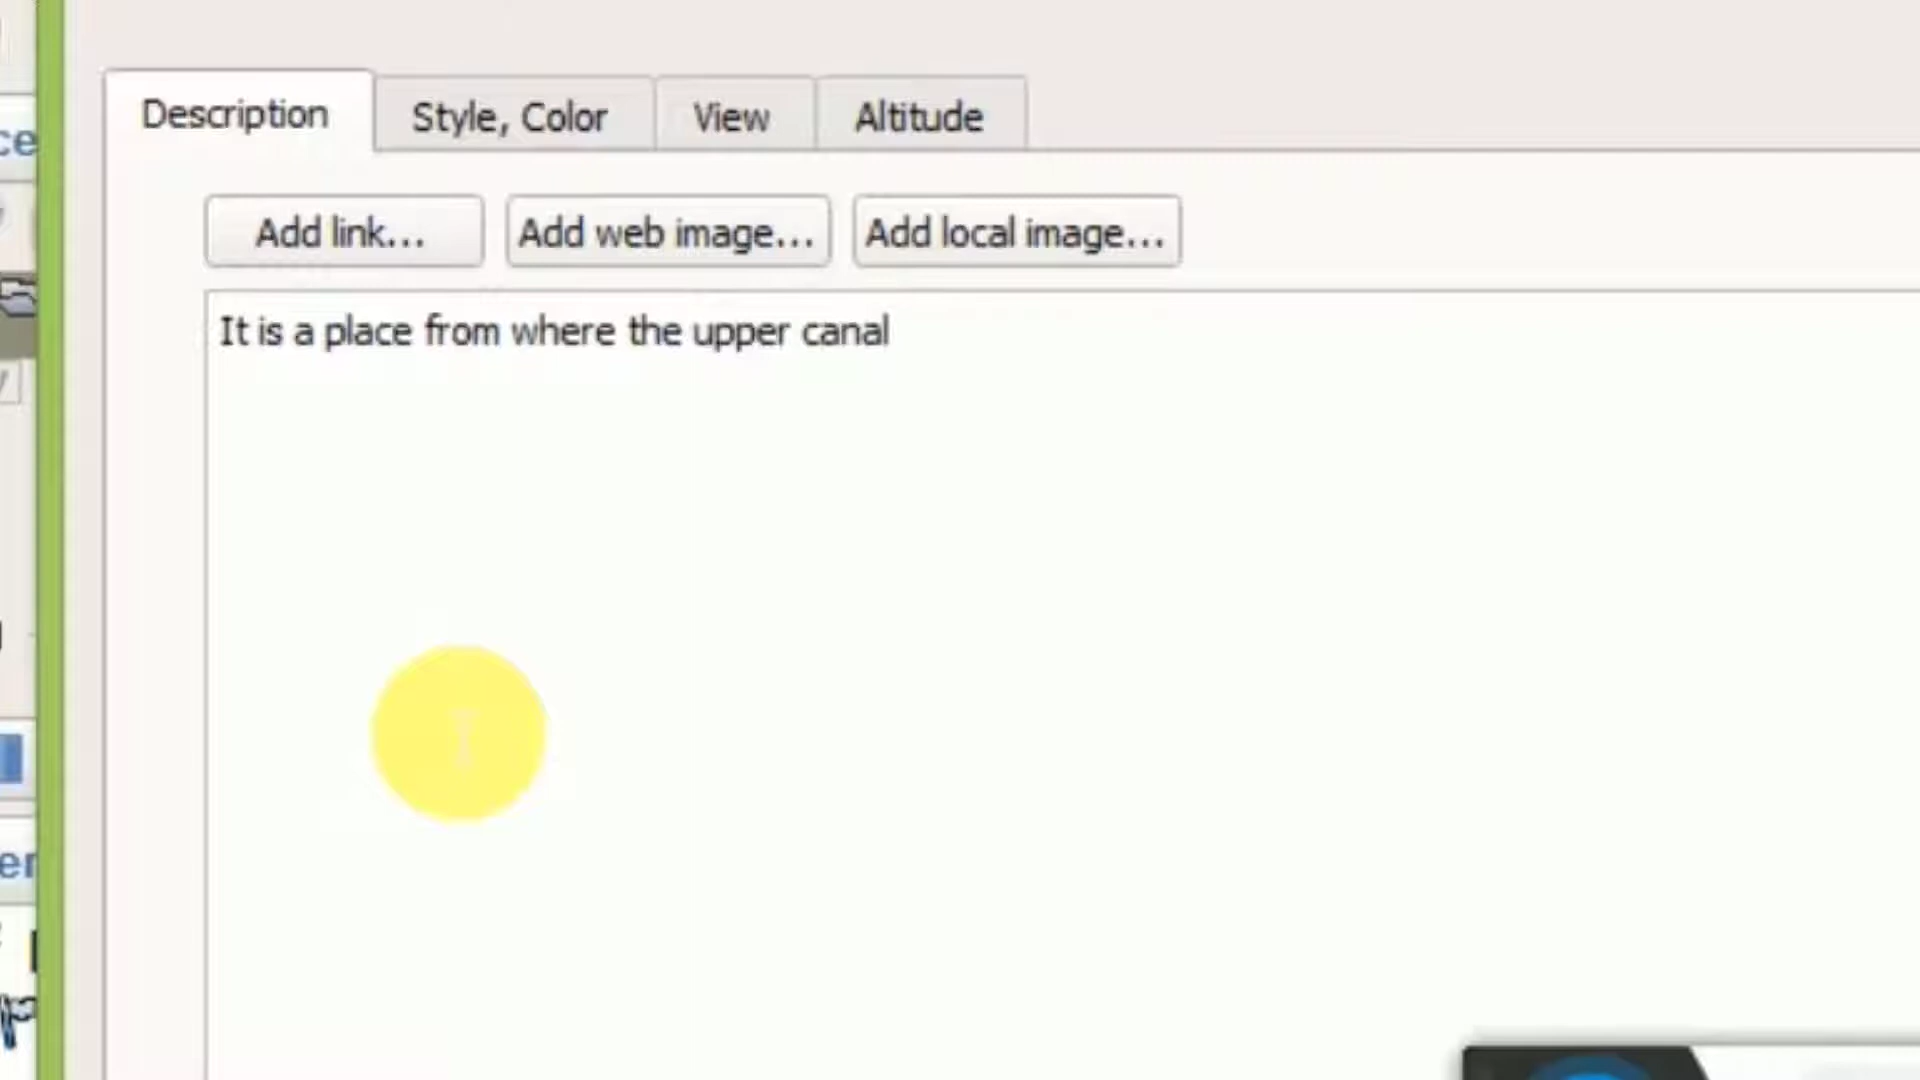 Description
Style, Color
View
Altitude
Add link...
Add web image...
Add local image...
It is a place from where the upper canal